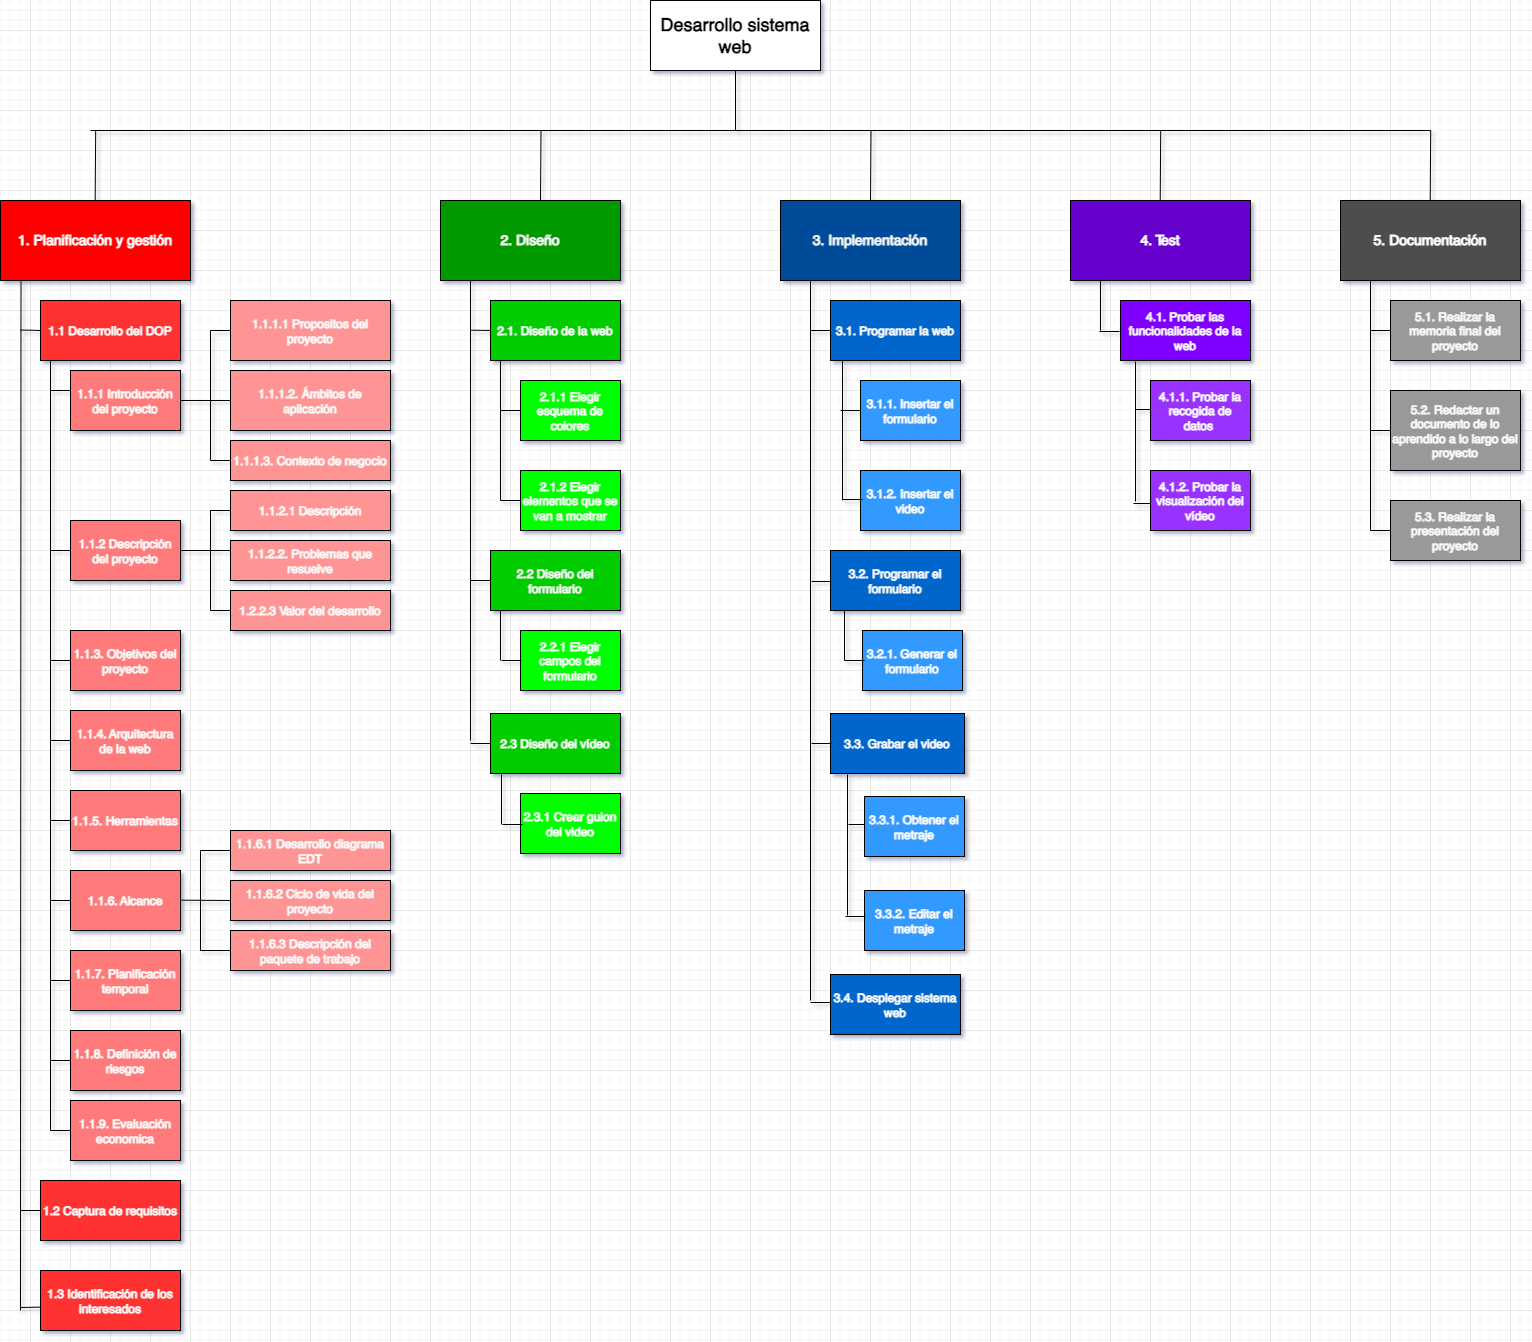 Desarrollo sistema
web
1. Planificación y gestión
1.1 Desarrollo del DOP
1.1.1 Introducción
del proyecto
1.1.1.1 Propositos del
proyecto
1.1.1.2. Ámbitos de
aplicación
1.1.1.3. Contexto de negocio
1.1.2 Descripción
del proyecto
1.1.2.1 Descripción
1.1.2.2. Problemas que
resuelve
1.2.2.3 Valor del desarrollo
1.1.3. Objetivos del
proyecto
1.1.4. Arquitectura
de la web
1.1.5. Herramientas
1.1.6. Alcance
1.1.6.1 Desarrollo diagrama
EDT
1.1.6.2 Ciclo de vida del
proyecto
1.1.6.3 Descripción del
paquete de trabajo
1.1.7. Planificación
temporal
1.1.8. Definición de
riesgos
1.1.9. Evaluación
economica
1.2 Captura de requisitos
1.3 Identificación de los
interesados
2. Diseño
2.1. Diseño de la web
2.1.1 Elegir
esquema de
colores
2.1.2 Elegir
elementos que se
van a mostrar
2.2 Diseño del
formulario
2.2.1 Elegir
campos del
formulario
2.3 Diseño del vídeo
2.3.1 Crear guion
del video
3. Implementación
3.1. Programar la web
3.1.1. Insertar el
formulario
3.1.2. Insertar el
video
3.2. Programar el
formulario
3.2.1. Generar el
formulario
3.3. Grabar el video
3.3.1. Obtener el
metraje
3.3.2. Editar el
metraje
3.4. Desplegar sistema
web
4. Test
4.1. Probar las
funcionalidades de la
web
4.1.1. Probar la
recogida de
datos
4.1.2. Probar la
visualización del
vídeo
5. Documentación
5.1. Realizar la
memoria final del
proyecto
5.2. Redactar un
documento de lo
aprendido a lo largo del
proyecto
5.3. Realizar la
presentación del
proyecto